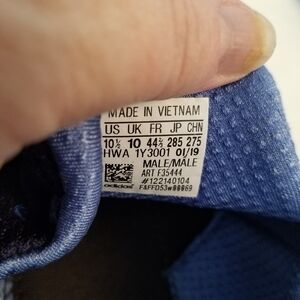 MADE IN VIETNAM
US UK FR JP CHN
10½ 10 44⅔ 285 275
HWA 1Y3001 01/19
MALE/MALE
ART F35444
#122140104
adidas F&FFD53w00069